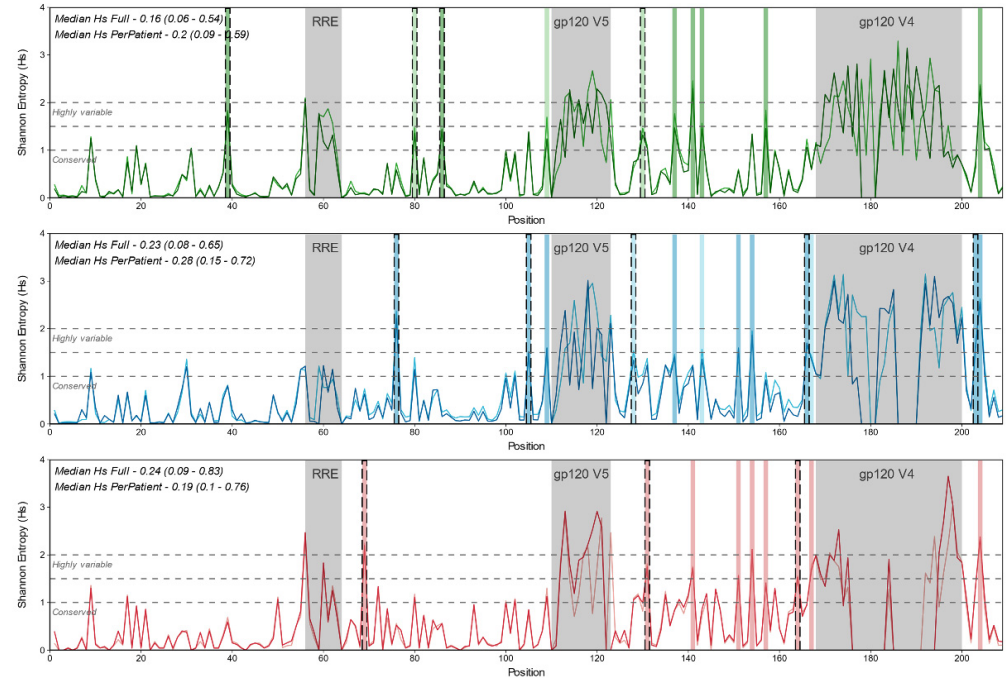 Median Hs Full - 0.16 (0.06 - 0.54)
Median Hs PerPatient - 0.2 (0.09 - 0.59)
RRE
gp120 V5
gp120 V4
Highly variable
Conserved
Shannon Entropy (Hs)
4
3
2
1
0
0 20 40 60 80 100 120 140 160 180 200
Position
Median Hs Full - 0.23 (0.08 - 0.65)
Median Hs PerPatient - 0.28 (0.15 - 0.72)
RRE
gp120 V5
gp120 V4
Highly variable
Conserved
Shannon Entropy (Hs)
4
3
2
1
0
0 20 40 60 80 100 120 140 160 180 200
Position
Median Hs Full - 0.24 (0.09 - 0.83)
Median Hs PerPatient - 0.19 (0.1 - 0.76)
RRE
gp120 V5
gp120 V4
Highly variable
Conserved
Shannon Entropy (Hs)
4
3
2
1
0
0 20 40 60 80 100 120 140 160 180 200
Position